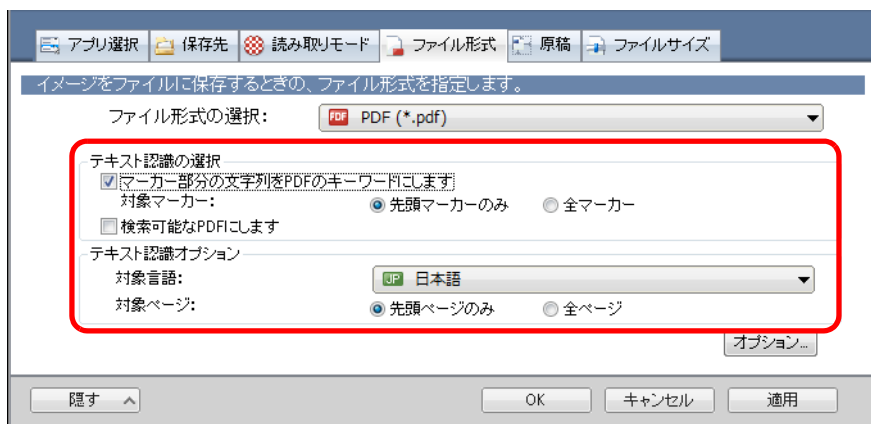 アプリ選択 保存先 読み取りモード ファイル形式 原稿 ファイルサイズ
イメージをファイルに保存するときの、ファイル形式を指定します。
ファイル形式の選択: PDF PDF (*.pdf)
テキスト認識の選択
マーカー部分の文字列をPDFのキーワードにします
対象マーカー: 先頭マーカーのみ 全マーカー
検索可能なPDFにします
テキスト認識オプション
対象言語: JP 日本語
対象ページ: 先頭ページのみ 全ページ
オプション...
隠す OK キャンセル 適用